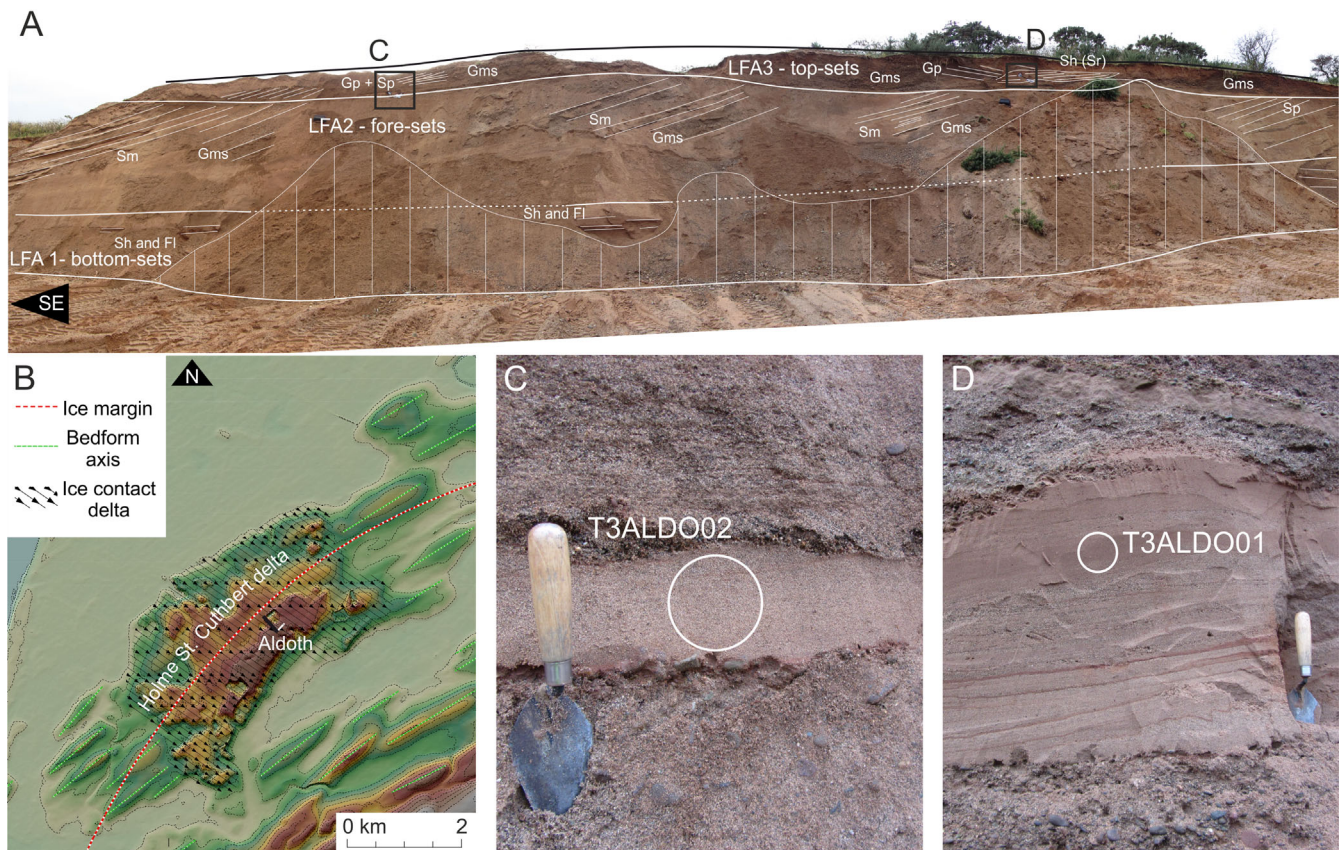 A
C
D
Gp + Sp
Gms
LFA3 - top-sets
Gms
Gp
Sh (Sr)
Gms
LFA2 - fore-sets
Sm
Gms
Sm
Gms
Sm
Gms
Sp
Sh and Fl
Sh and Fl
LFA 1- bottom-sets
SE
B
N
Ice margin
Bedform
axis
Ice contact
delta
Holme St. Cuthbert delta
Aldoth
0 km 2
C
T3ALDO02
D
T3ALDO01